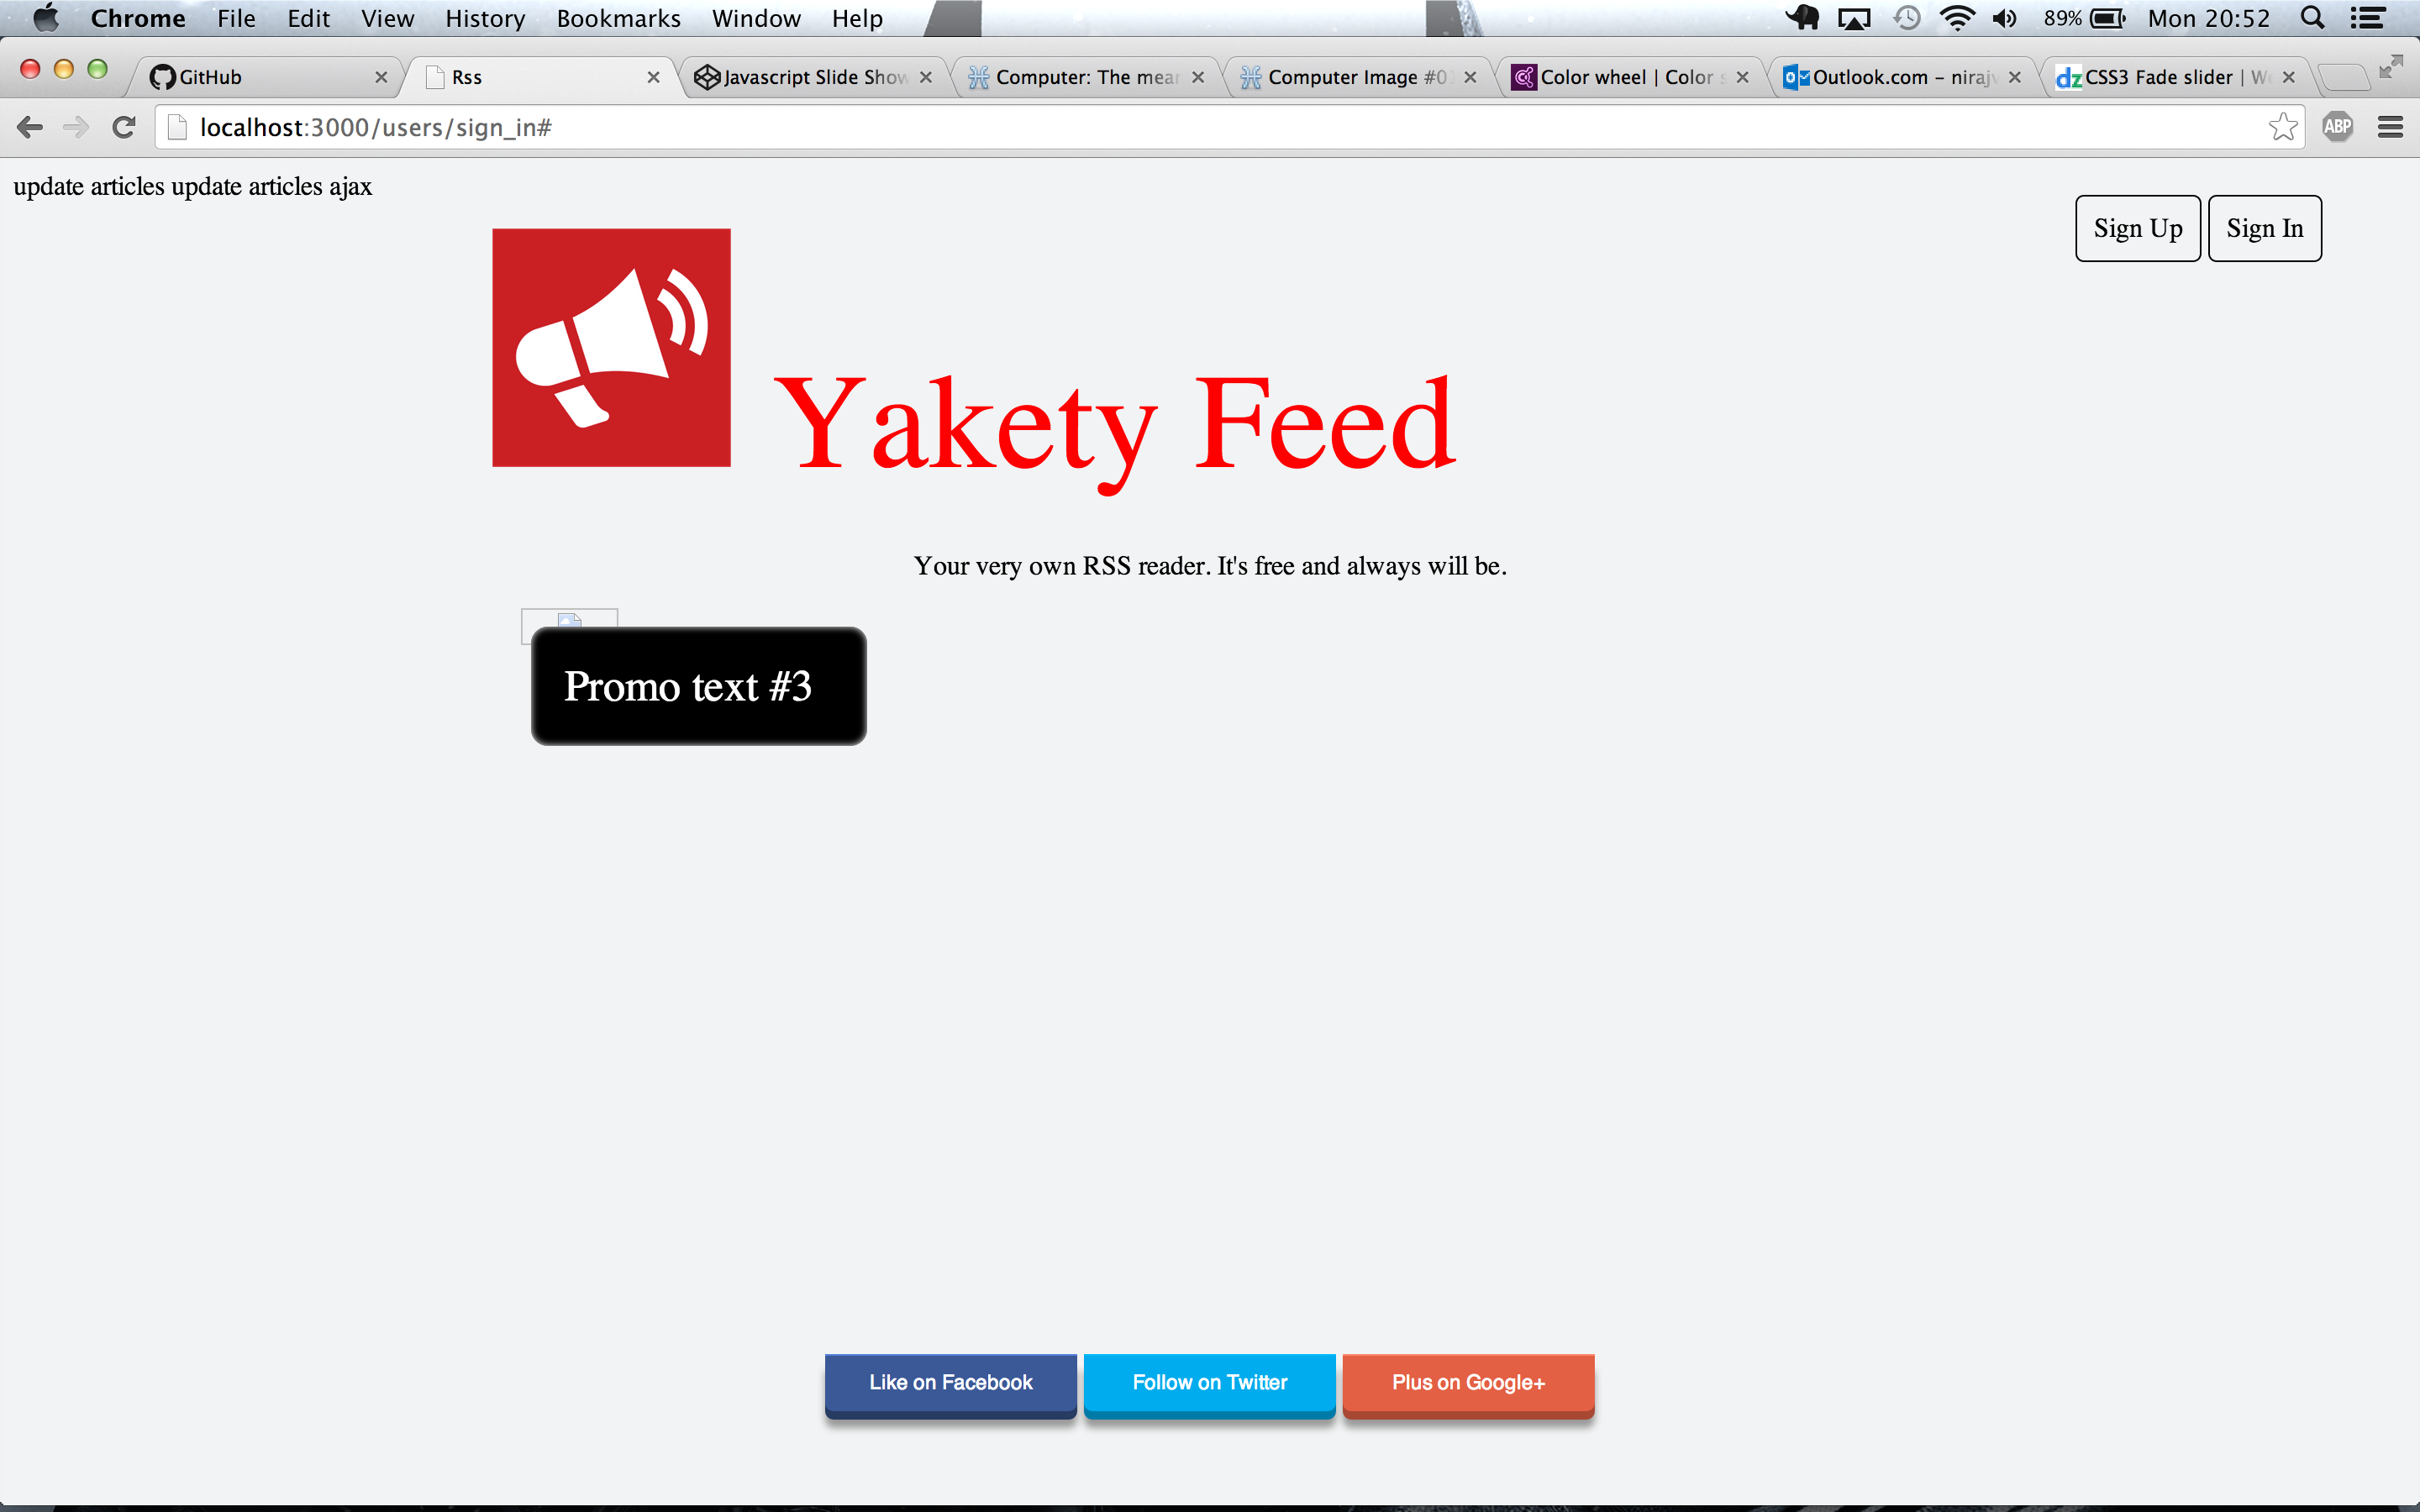 Chrome File Edit View History Bookmarks Window Help 89% Mon 20:52
GitHub Rss Javascript Slide Show Computer: The mea Computer Image #0 Color wheel | Color Outlook.com – niraj CSS3 Fade slider | W
localhost:3000/users/sign_in# ABP
update articles update articles ajax
Sign Up Sign In
Yakety Feed
Your very own RSS reader. It's free and always will be.
Promo text #3
Like on Facebook Follow on Twitter Plus on Google+